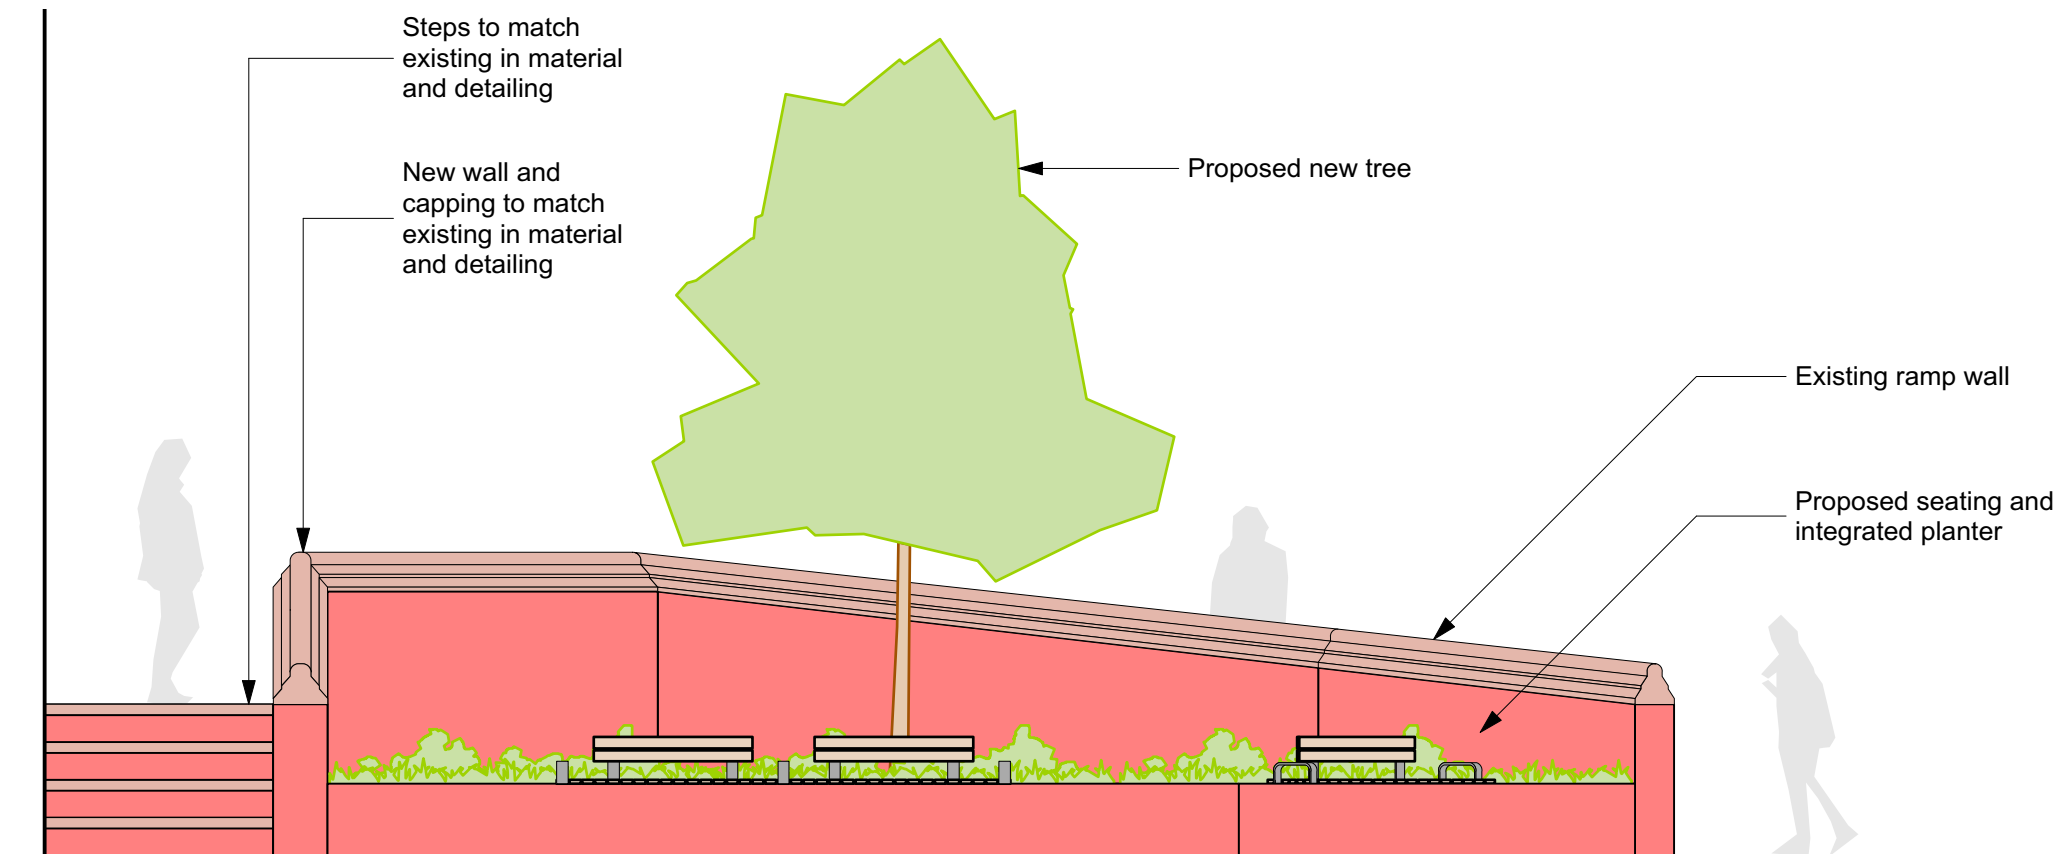 Steps to match
existing in material
and detailing
New wall and
capping to match
existing in material
and detailing
Proposed new tree
Existing ramp wall
Proposed seating and
integrated planter